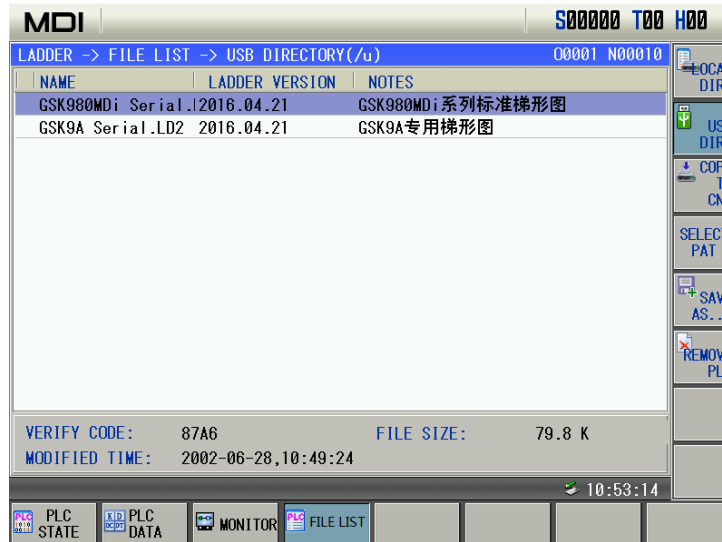 MDI S00000 T00 H00
LADDER -> FILE LIST -> USB DIRECTORY(/u) O0001 N00010
NAME LADDER VERSION NOTES
GSK980MDi Serial.l2016.04.21 GSK980MDi系列标准梯形图
GSK9A Serial.LD2 2016.04.21 GSK9A专用梯形图
VERIFY CODE: 87A6 FILE SIZE: 79.8 K
MODIFIED TIME: 2002-06-28,10:49:24
10:53:14
LOCA
DIR
US
DIR
COP
T
CN
SELEC
PAT
SAV
AS..
REMOV
PL
PLC
STATE
PLC
DATA
MONITOR
FILE LIST